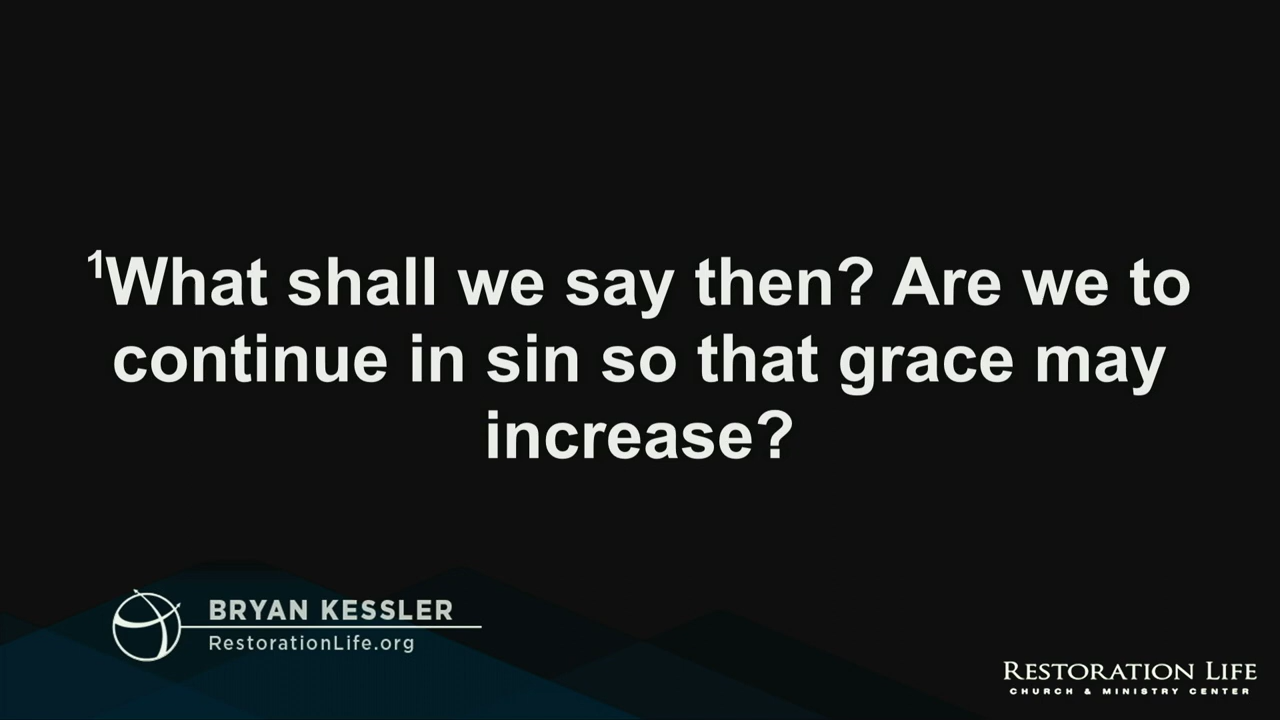 ¹What shall we say then? Are we to
continue in sin so that grace may
increase?
BRYAN KESSLER
RestorationLife.org
RESTORATION LIFE
CHURCH & MINISTRY CENTER